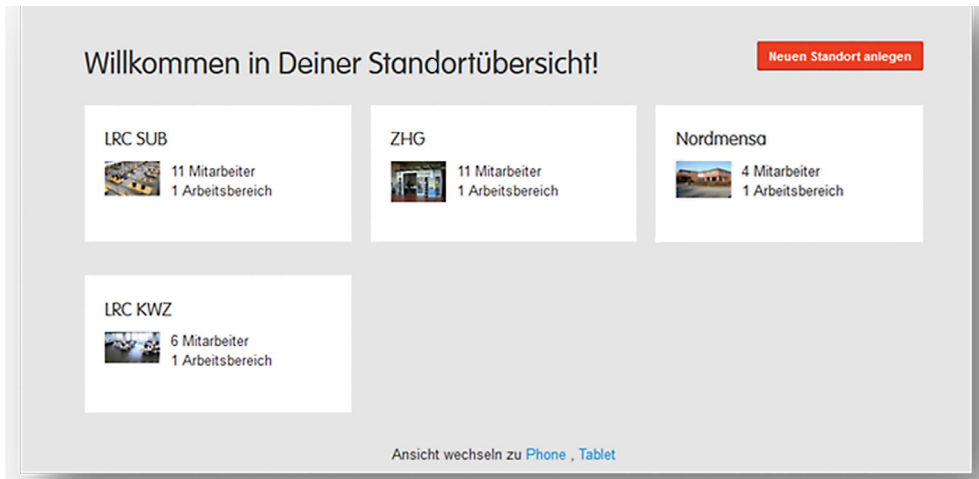 Willkommen in Deiner Standortübersicht!
Neuen Standort anlegen
LRC SUB
11 Mitarbeiter
1 Arbeitsbereich
ZHG
11 Mitarbeiter
1 Arbeitsbereich
Nordmensa
4 Mitarbeiter
1 Arbeitsbereich
LRC KWZ
6 Mitarbeiter
1 Arbeitsbereich
Ansicht wechseln zu Phone , Tablet